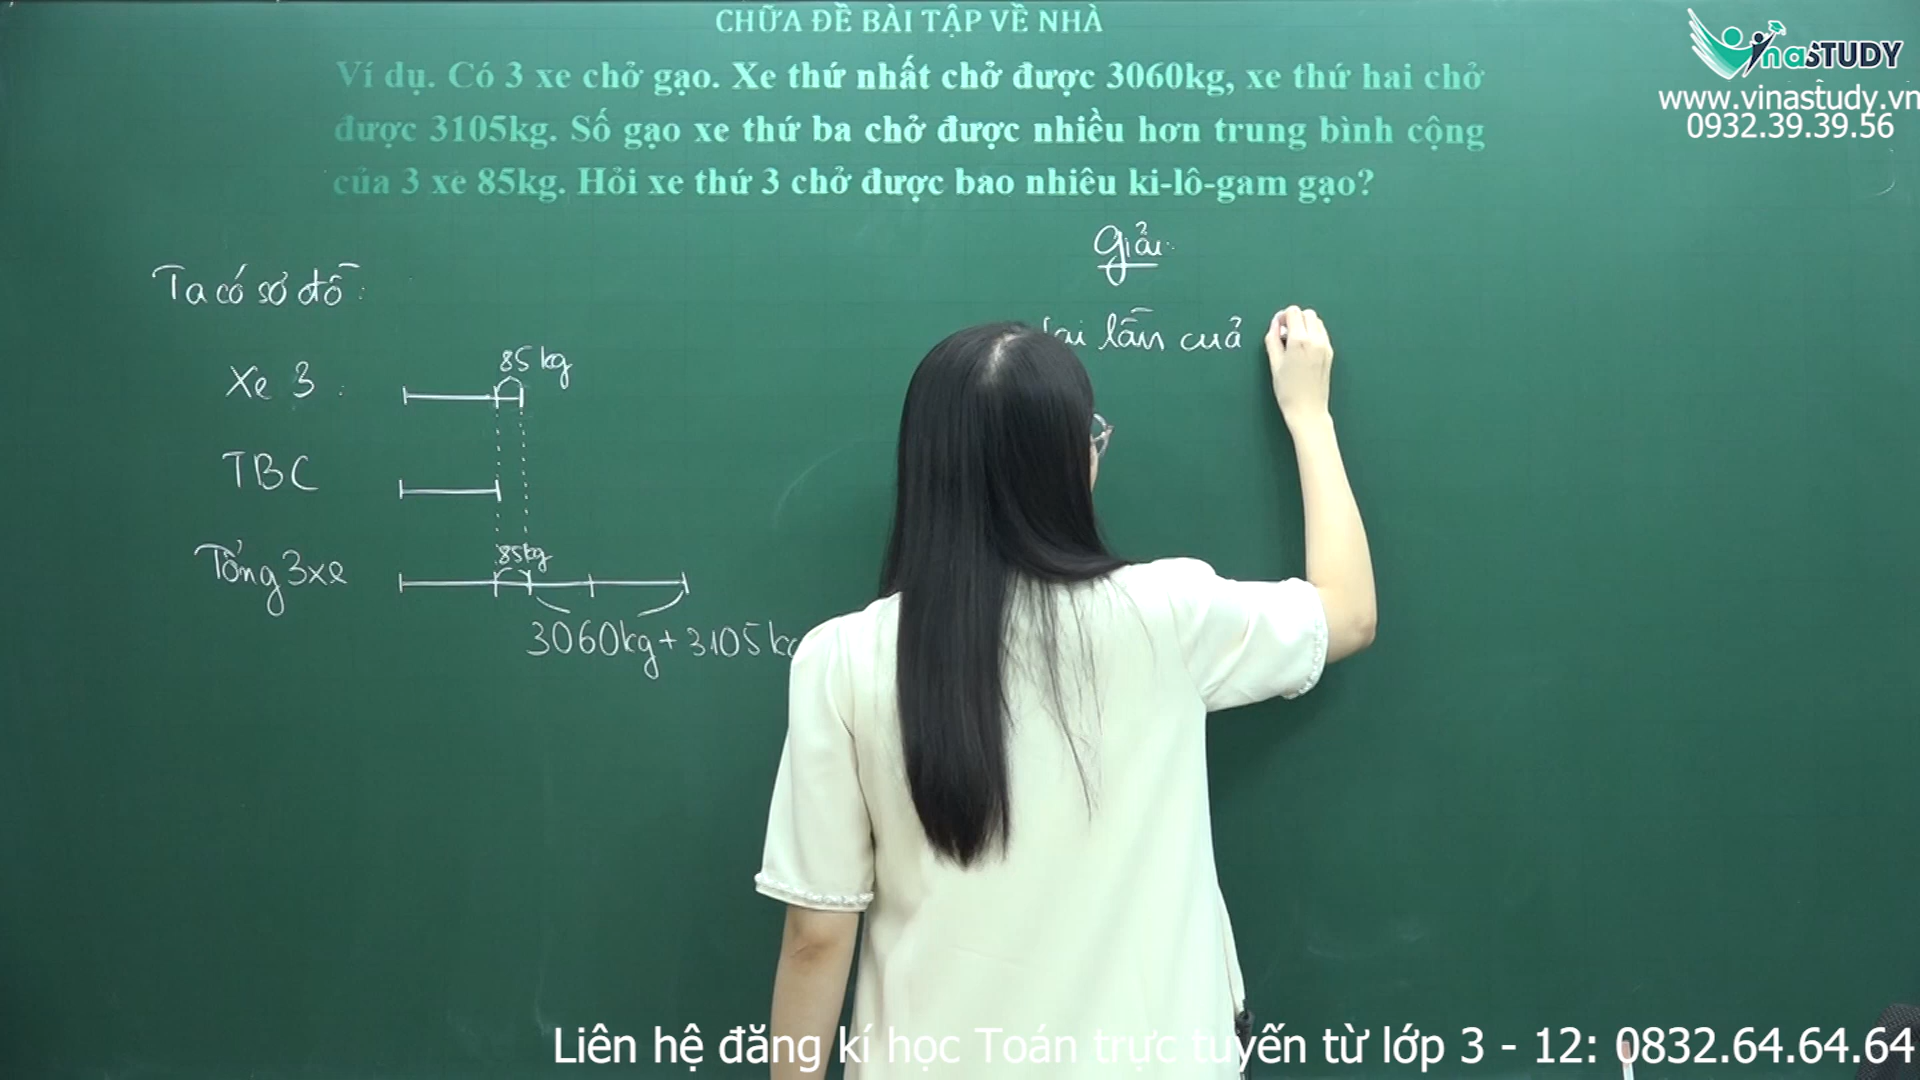 CHỮA ĐỀ BÀI TẬP VỀ NHÀ
Ví dụ. Có 3 xe chở gạo. Xe thứ nhất chở được 3060kg, xe thứ hai chở
được 3105kg. Số gạo xe thứ ba chở được nhiều hơn trung bình cộng
của 3 xe 85kg. Hỏi xe thứ 3 chở được bao nhiêu ki-lô-gam gạo?
VinaSTUDY
www.vinastudy.vn
0932.39.39.56
Ta có sơ đồ:
Xe 3:
85 kg
TBC
Tổng 3 xe
85kg
3060kg + 3105 kg
Giải:
lần của
Liên hệ đăng kí học Toán trực tuyến từ lớp 3 - 12: 0832.64.64.64